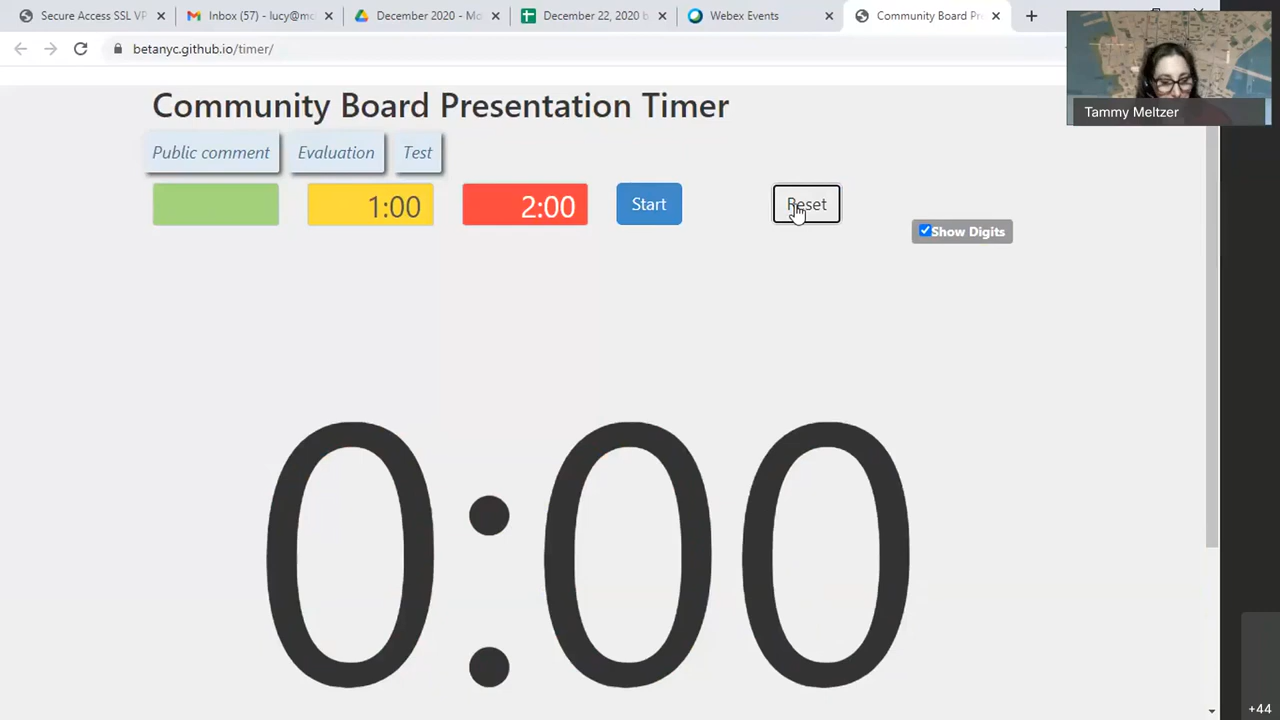 Secure Access SSL VP
Inbox (57) - lucy@mc
December 2020 - Mo
December 22, 2020 b
Webex Events
Community Board Pr
betanyc.github.io/timer/
Tammy Meltzer
Community Board Presentation Timer
Public comment
Evaluation
Test
1:00
2:00
Start
Reset
Show Digits
0:00
+44